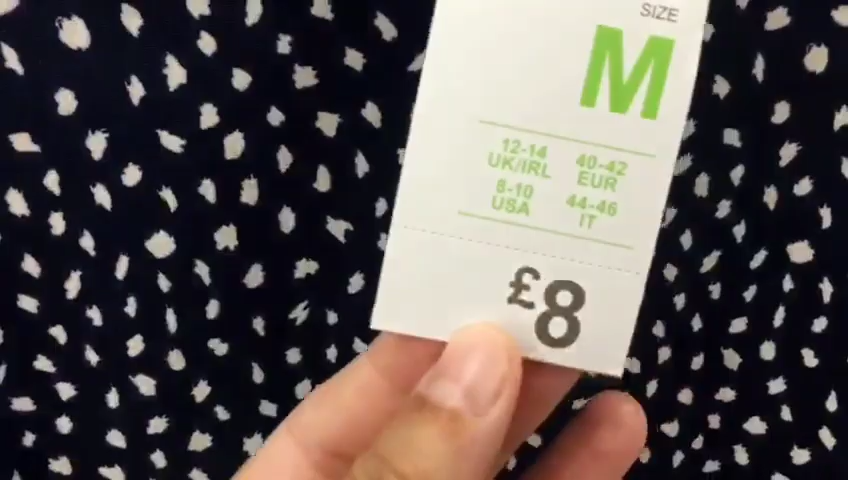 SIZE
M
12-14 40-42
UK/IRL EUR
8-10 44-46
USA IT
£8